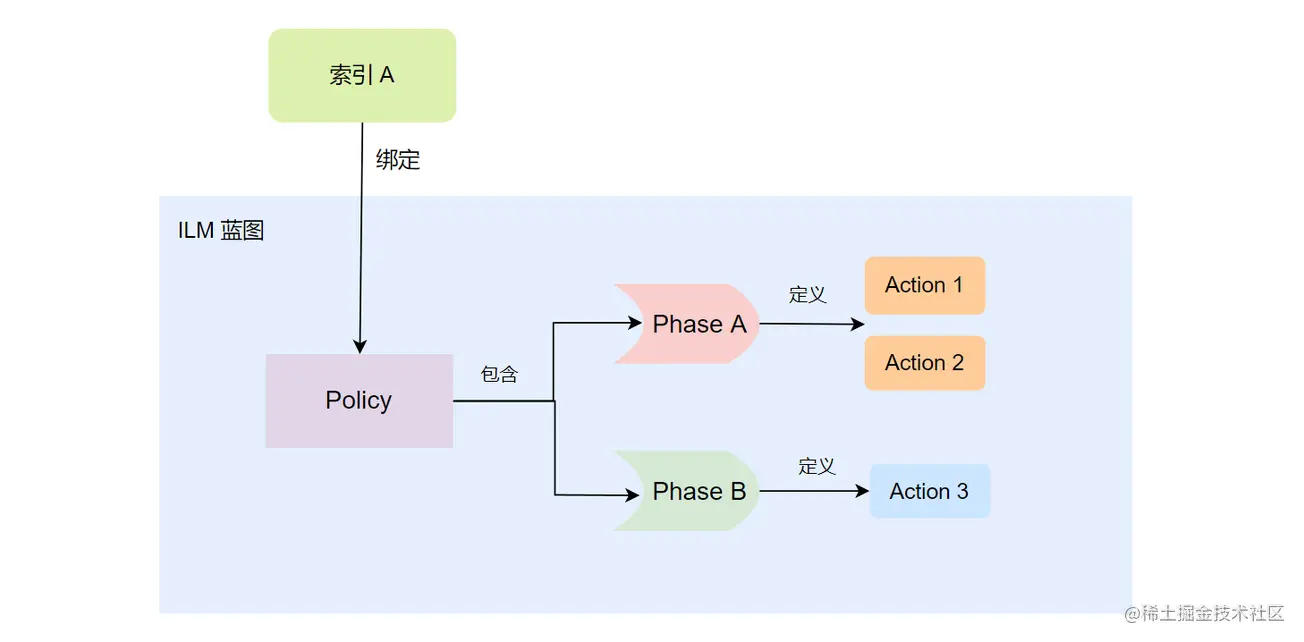 索引 A
绑定
ILM 蓝图
Policy
包含
Phase A
定义
Action 1
Action 2
Phase B
定义
Action 3
@稀土掘金技术社区